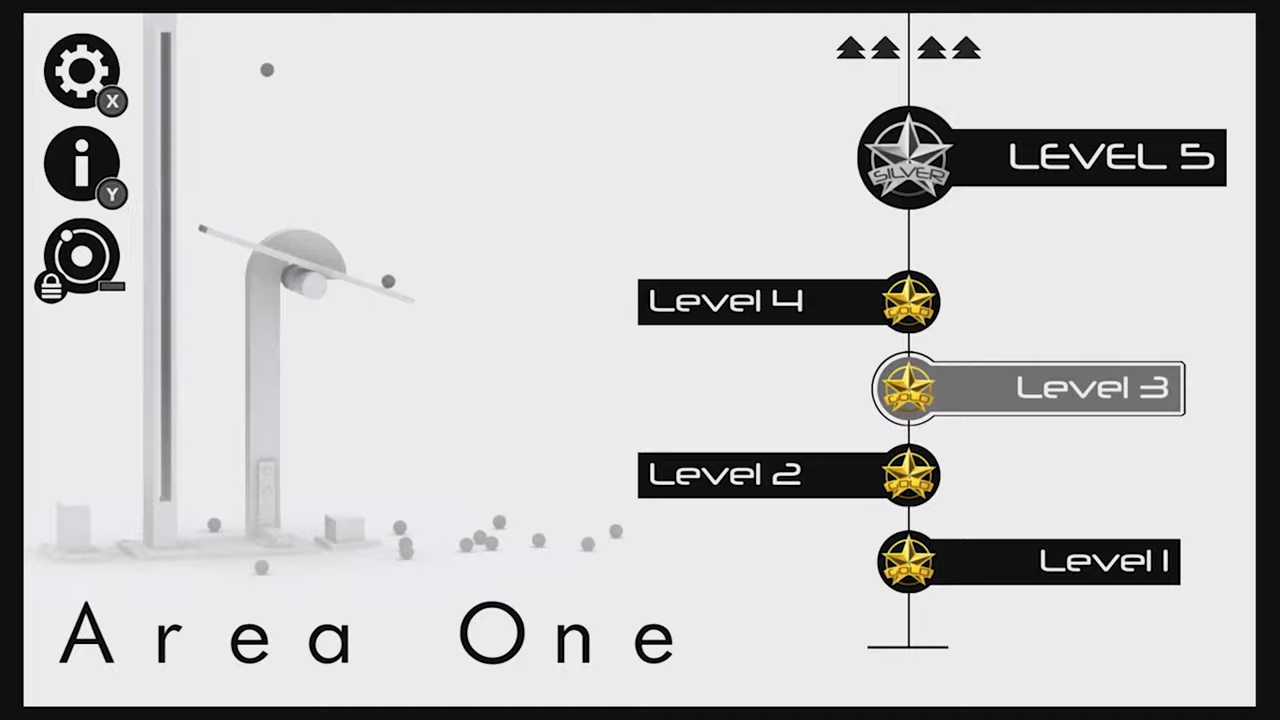 X
Y
SILVER
LEVEL 5
Level 4
GOLD
GOLD
Level 3
Level 2
GOLD
GOLD
Level 1
Area One